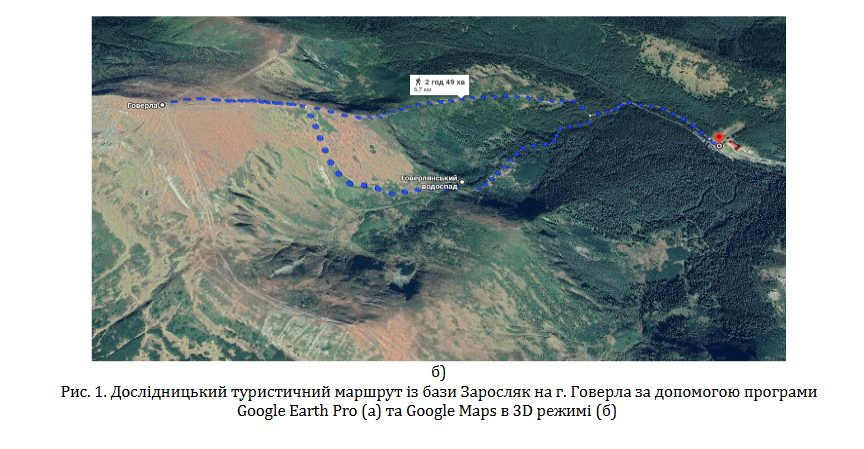 2 год 49 хв
6,7 км
Говерла
Говерлянський
водоспад
б)
Рис. 1. Дослідницький туристичний маршрут із бази Заросляк на г. Говерла за допомогою програми
Google Earth Pro (а) та Google Maps в 3D режимі (б)